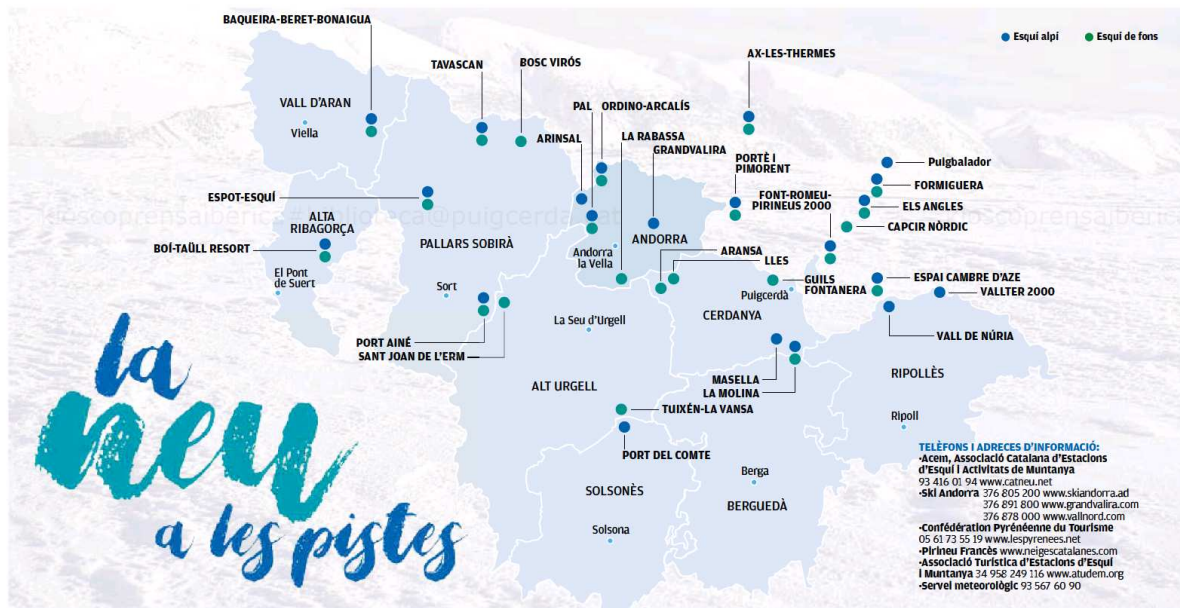 BAQUEIRA-BERET-BONAIGUA
Esquí alpí
Esquí de fons
TAVASCAN
BOSC VIRÓS
AX-LES-THERMES
VALL D'ARAN
Viella
PAL
ORDINO-ARCALÍS
ARINSAL
LA RABASSA
GRANDVALIRA
PORTÈ I
PIMORENT
Puigbalador
FORMIGUERA
ESPOT-ESQUÍ
FONT-ROMEU-
PIRINEUS 2000
ELS ANGLES
CAPCIR NÒRDIC
ALTA
RIBAGORÇA
BOÍ-TAÜLL RESORT
PALLARS SOBIRÀ
Andorra
la Vella
ANDORRA
ARANSA
LLES
El Pont
de Suert
Sort
GUILS
FONTANERA
Puigcerdà
ESPAI CAMBRE D'AZE
VALLTER 2000
CERDANYA
La Seu d'Urgell
VALL DE NÚRIA
PORT AINÉ
SANT JOAN DE L'ERM
ALT URGELL
MASELLA
LA MOLINA
RIPOLLÈS
TUIXÉN-LA VANSA
Ripoll
PORT DEL COMTE
Berga
SOLSONÈS
BERGUEDÀ
Solsona
la
neu
a les pistes
TELÈFONS I ADRECES D'INFORMACIÓ:
·Acem, Associació Catalana d'Estacions
d'Esquí i Activitats de Muntanya
93 416 01 94 www.catneu.net
·Ski Andorra 376 805 200 www.skiandorra.ad
376 891 800 www.grandvalira.com
376 878 000 www.vallnord.com
·Confédération Pyrénéenne du Tourisme
05 61 73 55 19 www.lespyrenees.net
·Pirineu Francès www.neigescatalanes.com
·Associació Turística d'Estacions d'Esquí
i Muntanya 34 958 249 116 www.atudem.org
·Servei meteorològic 93 567 60 90